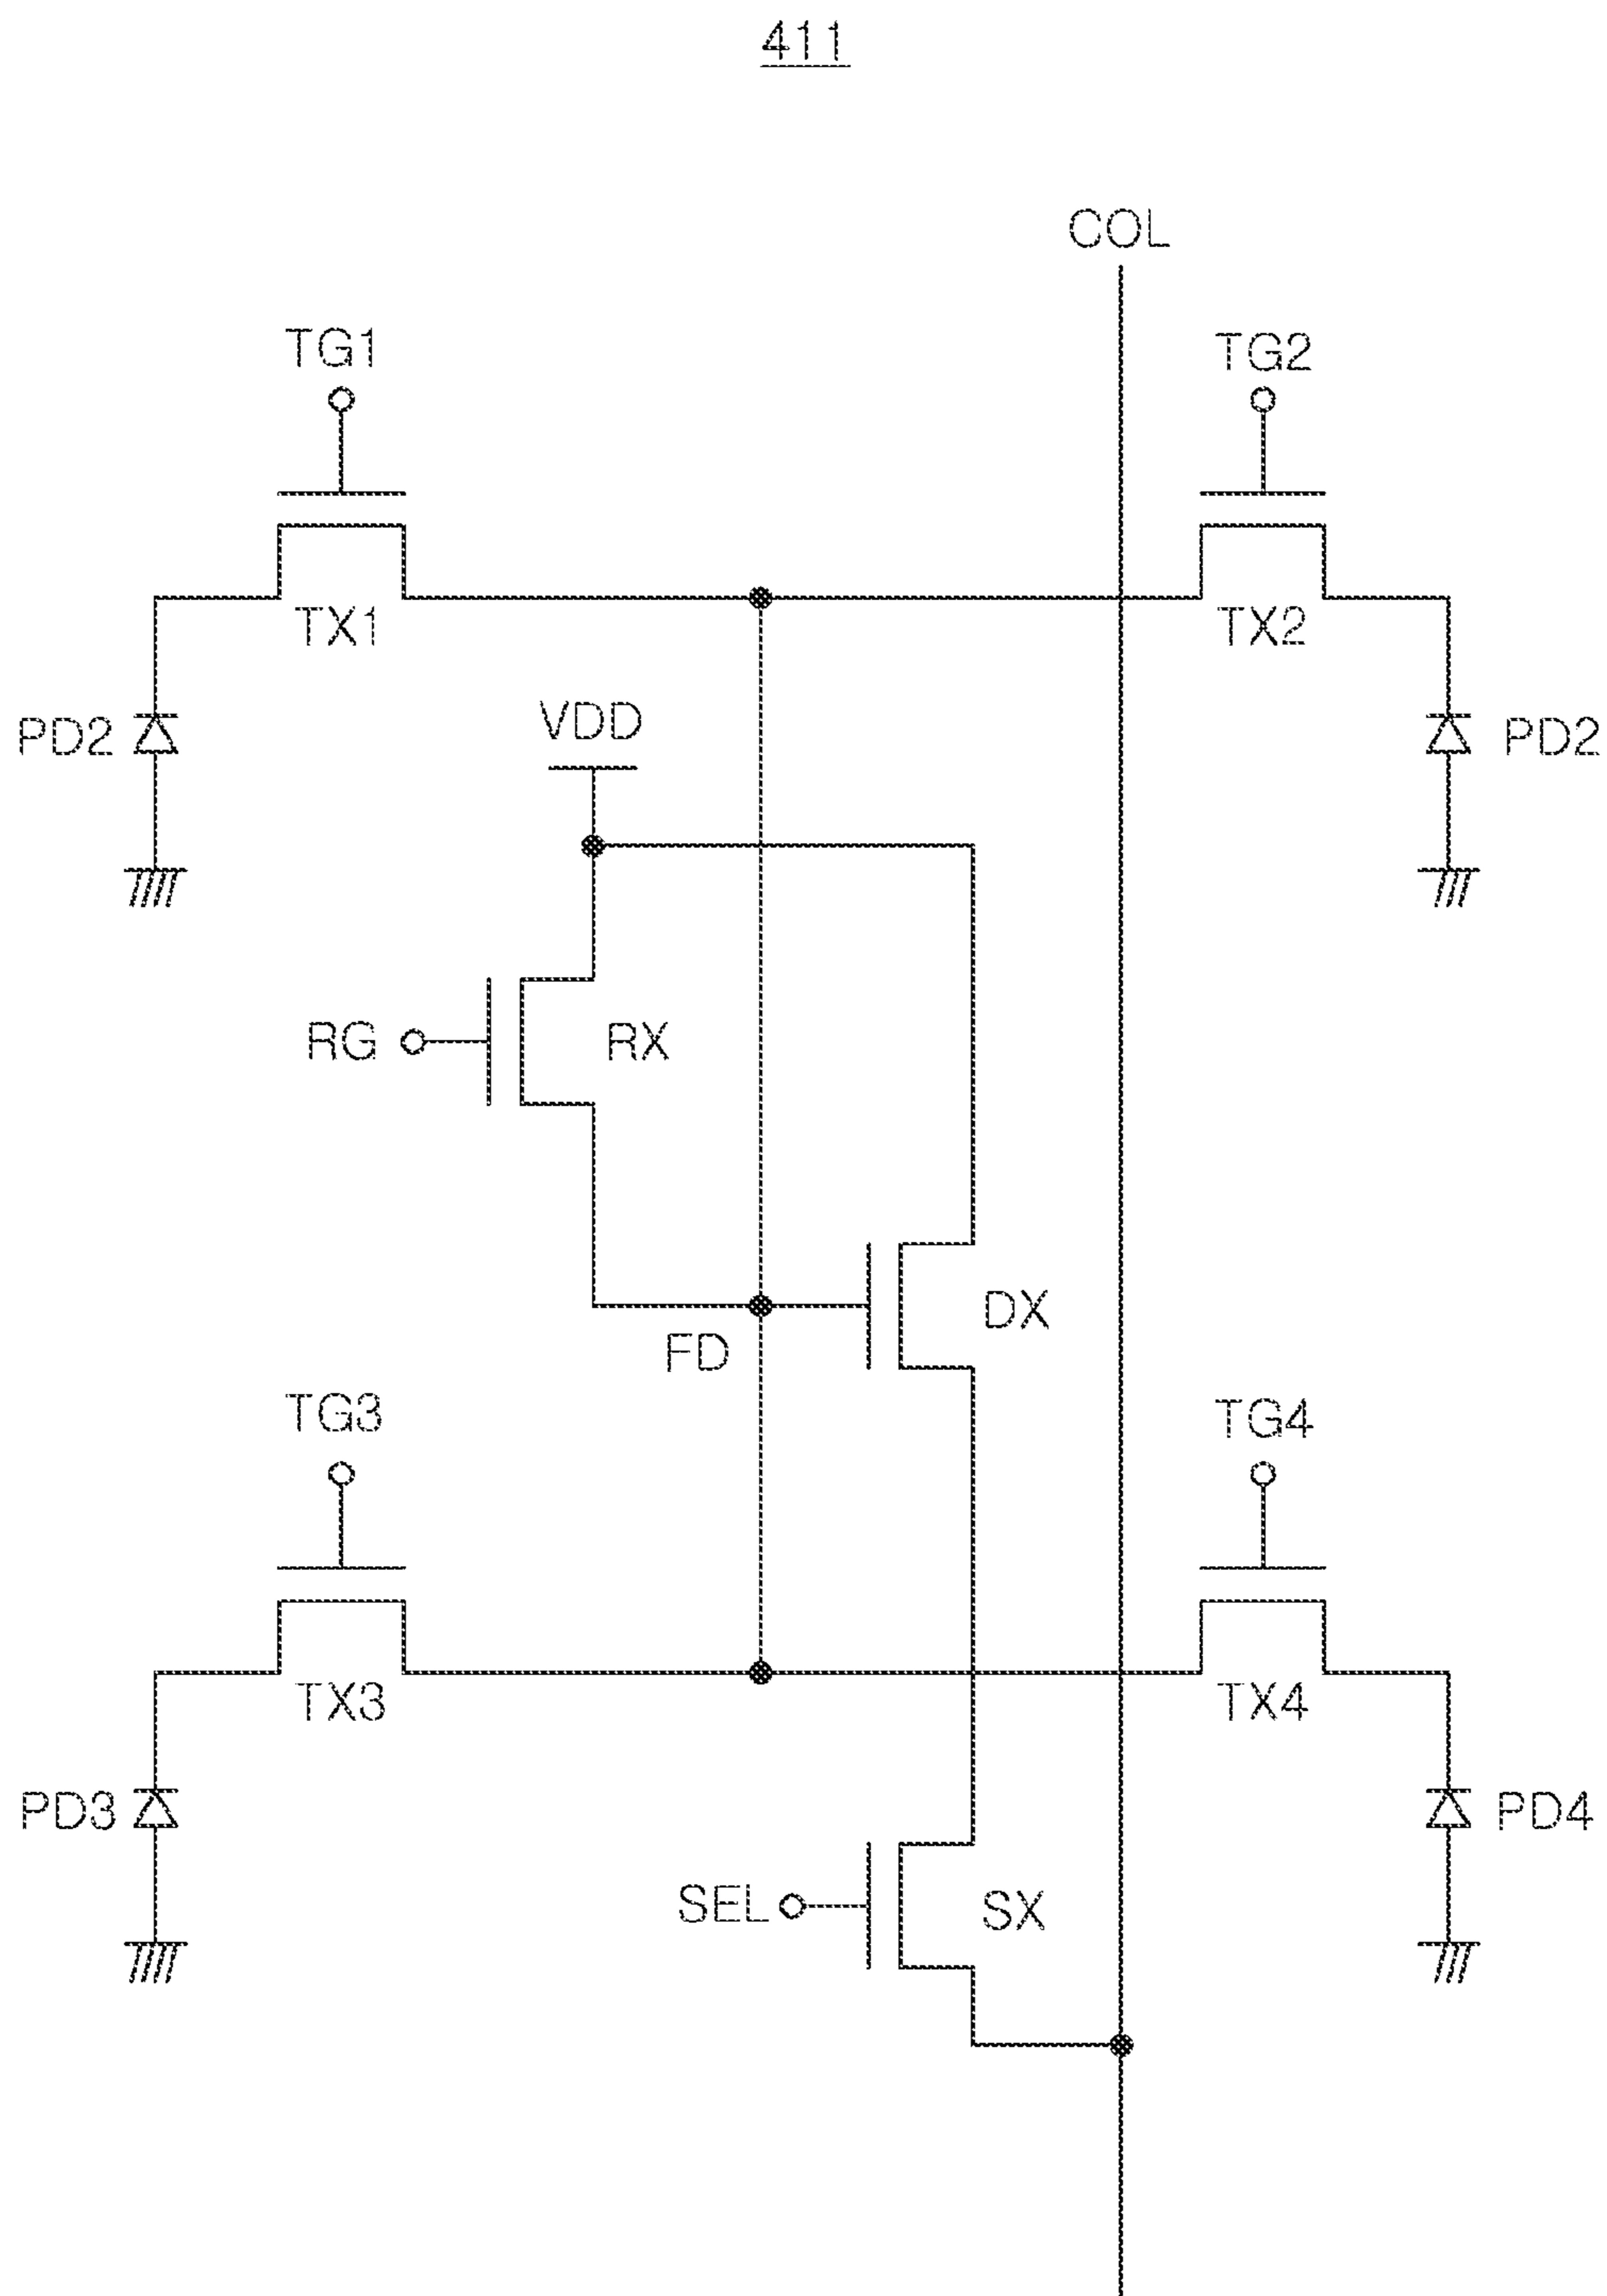 411
COL
TG1
TG2
TX1
TX2
PD2
VDD
PD2
RG
RX
DX
FD
TG3
TG4
TX3
TX4
PD3
PD4
SEL
SX